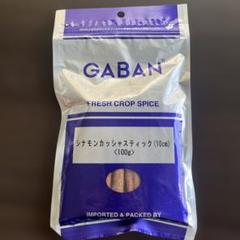 GABAN
FRESH CROP SPICE
シナモンカッシャスティック(10cm)
<100g>
IMPORTED & PACKED BY